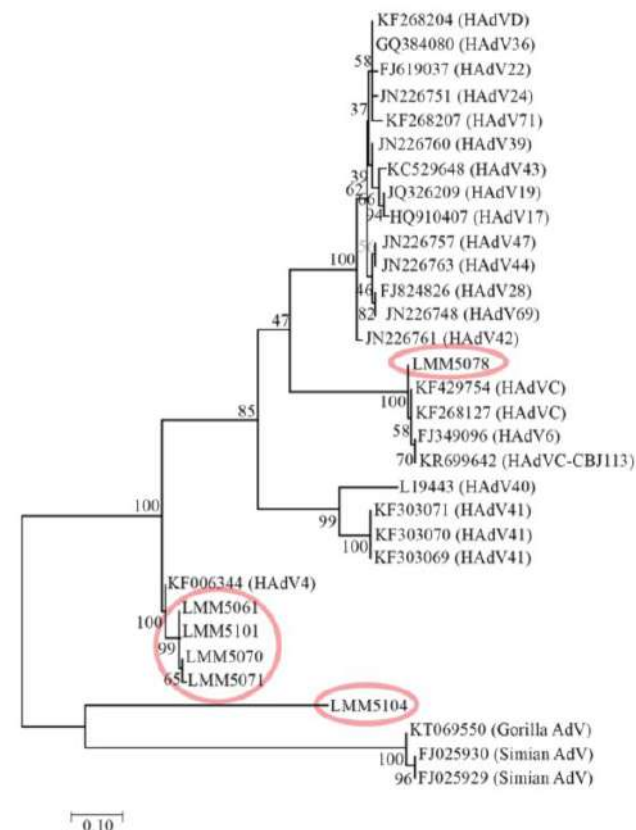 KF268204 (HAdVD)
GQ384080 (HAdV36)
58
FJ619037 (HAdV22)
JN226751 (HAdV24)
37
KF268207 (HAdV71)
JN226760 (HAdV39)
39
KC529648 (HAdV43)
62
JQ326209 (HAdV19)
66
94
HQ910407 (HAdV17)
JN226757 (HAdV47)
100
JN226763 (HAdV44)
46
FJ824826 (HAdV28)
82
JN226748 (HAdV69)
47
JN226761 (HAdV42)
LMM5078
KF429754 (HAdVC)
100
85
KF268127 (HAdVC)
58
FJ349096 (HAdV6)
70
KR699642 (HAdVC-CBJ113)
L19443 (HAdV40)
100
KF303071 (HAdV41)
99
KF303070 (HAdV41)
100
KF303069 (HAdV41)
KF006344 (HAdV4)
LMM5061
100
LMM5101
99
LMM5070
65
LMM5071
LMM5104
KT069550 (Gorilla AdV)
100
FJ025930 (Simian AdV)
96
FJ025929 (Simian AdV)
0.10